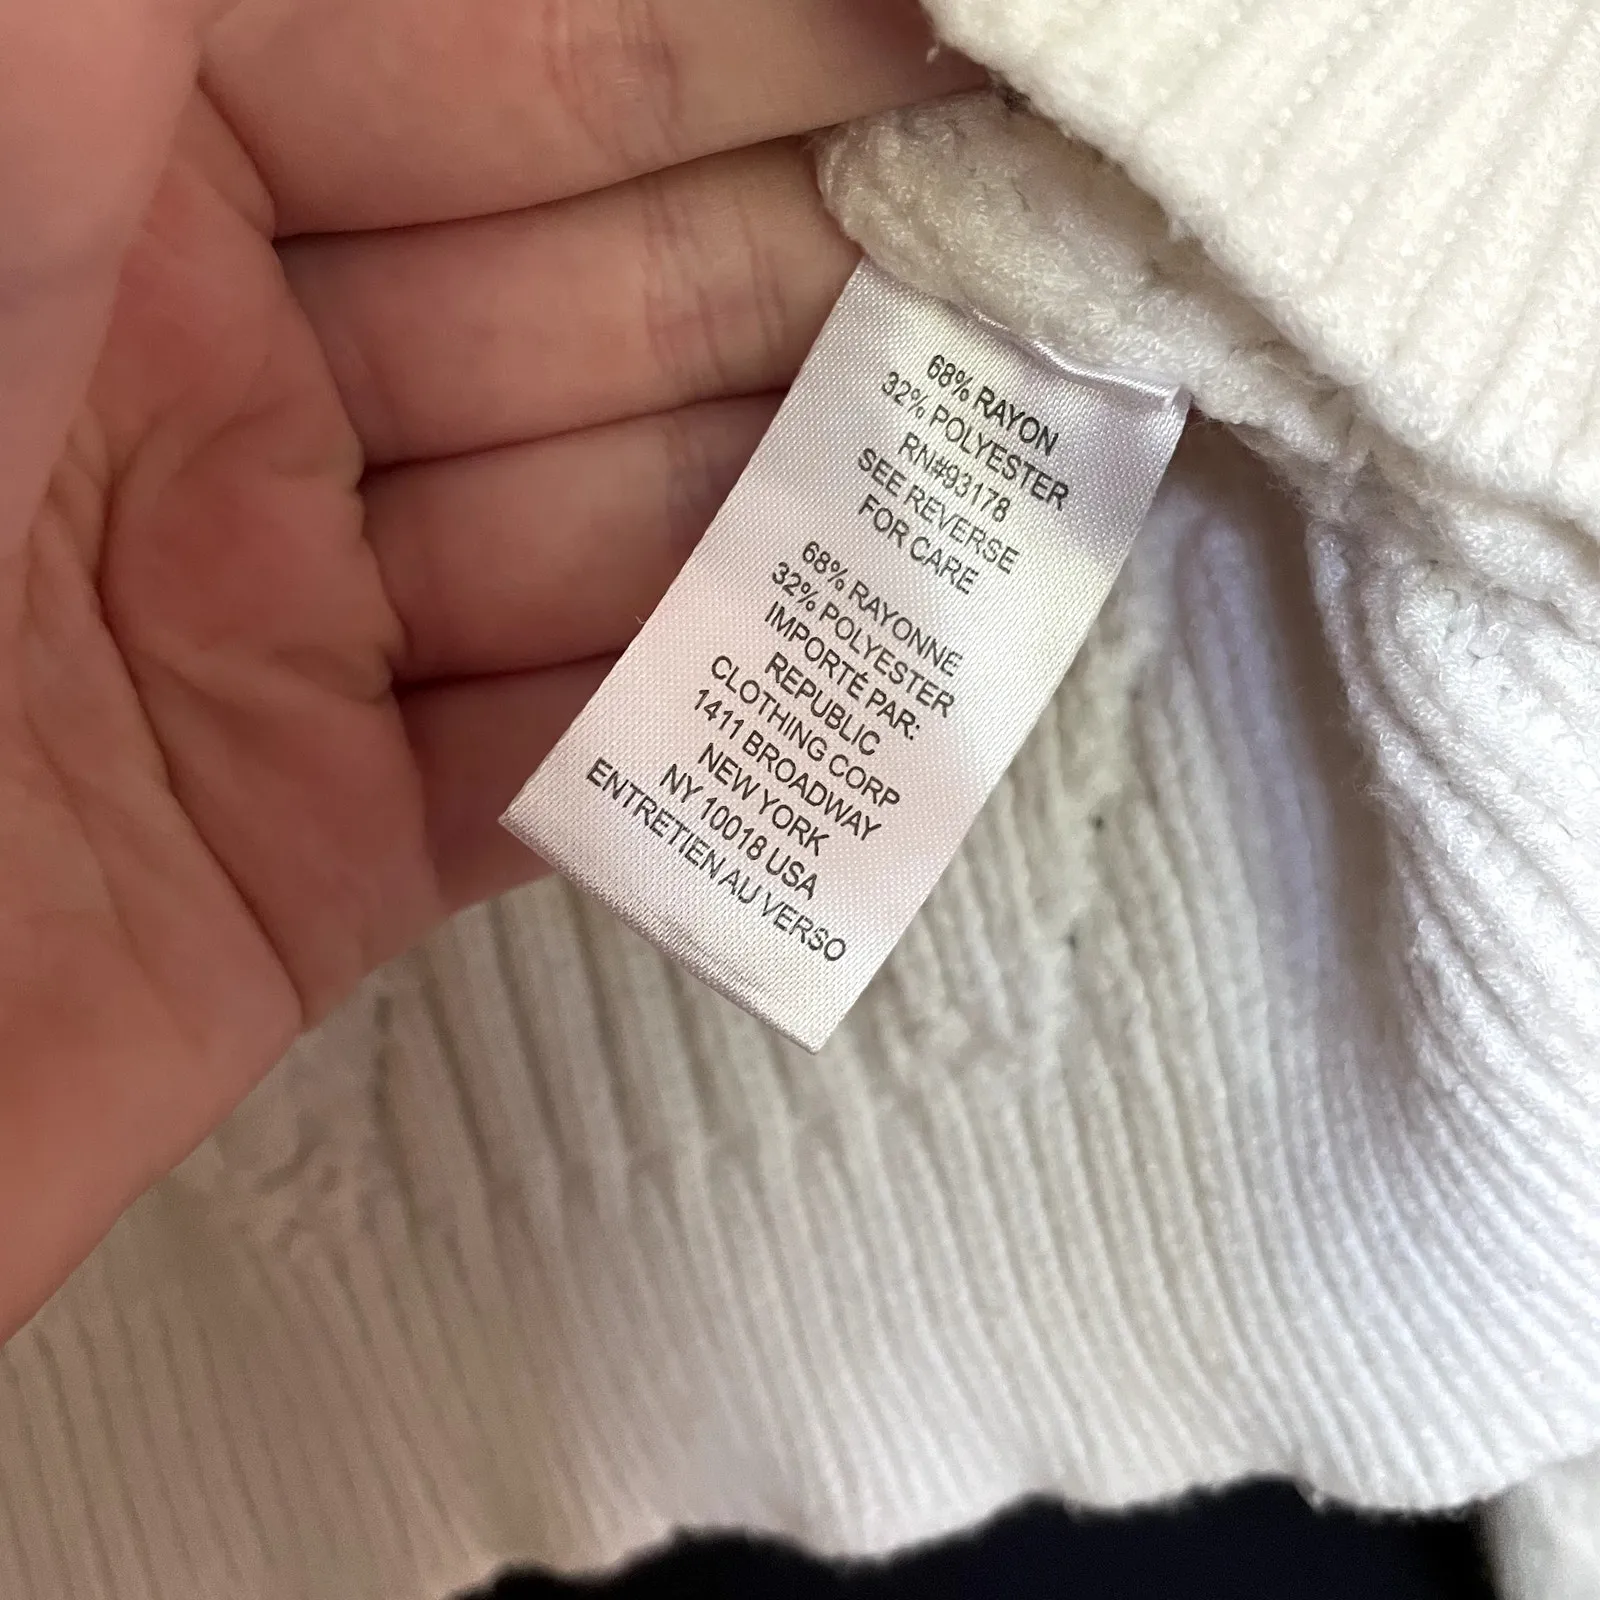 68% RAYON
32% POLYESTER
RN#93178
SEE REVERSE
FOR CARE
68% RAYONNE
32% POLYESTER
IMPORTÉ PAR:
REPUBLIC
CLOTHING CORP
1411 BROADWAY
NEW YORK
NY 10018 USA
ENTRETIEN AU VERSO